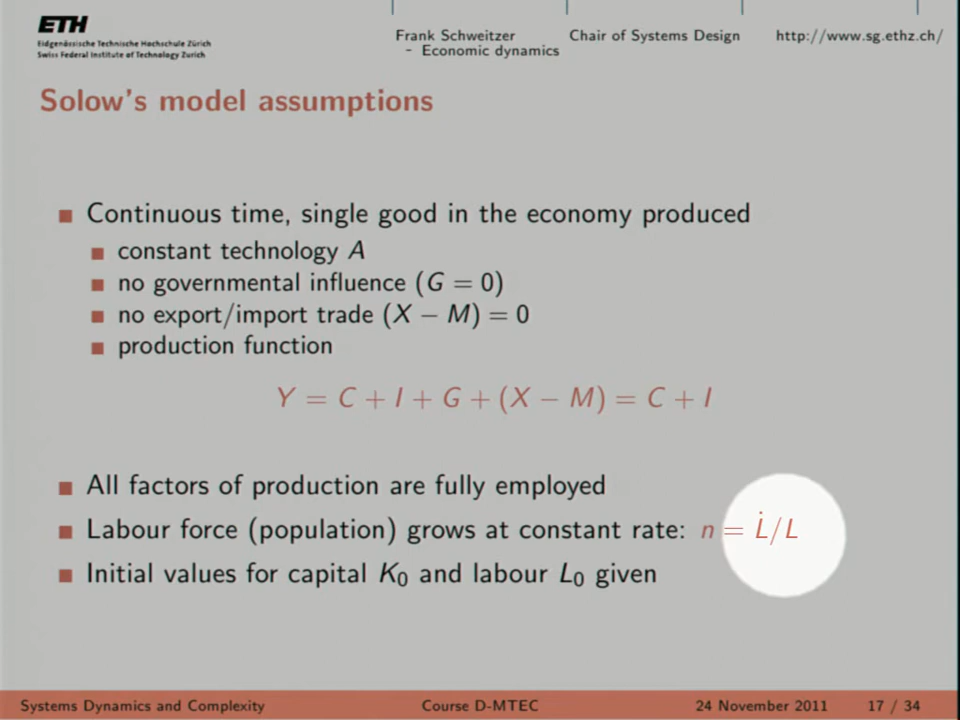 ETH
Eidgenössische Technische Hochschule Zürich
Swiss Federal Institute of Technology Zurich
Frank Schweitzer
- Economic dynamics
Chair of Systems Design
http://www.sg.ethz.ch/
Solow's model assumptions
Continuous time, single good in the economy produced
constant technology A
no governmental influence (G = 0)
no export/import trade (X − M) = 0
production function
Y = C + I + G + (X − M) = C + I
All factors of production are fully employed
Labour force (population) grows at constant rate: n = L̇/L
Initial values for capital K₀ and labour L₀ given
Systems Dynamics and Complexity
Course D-MTEC
24 November 2011
17 / 34